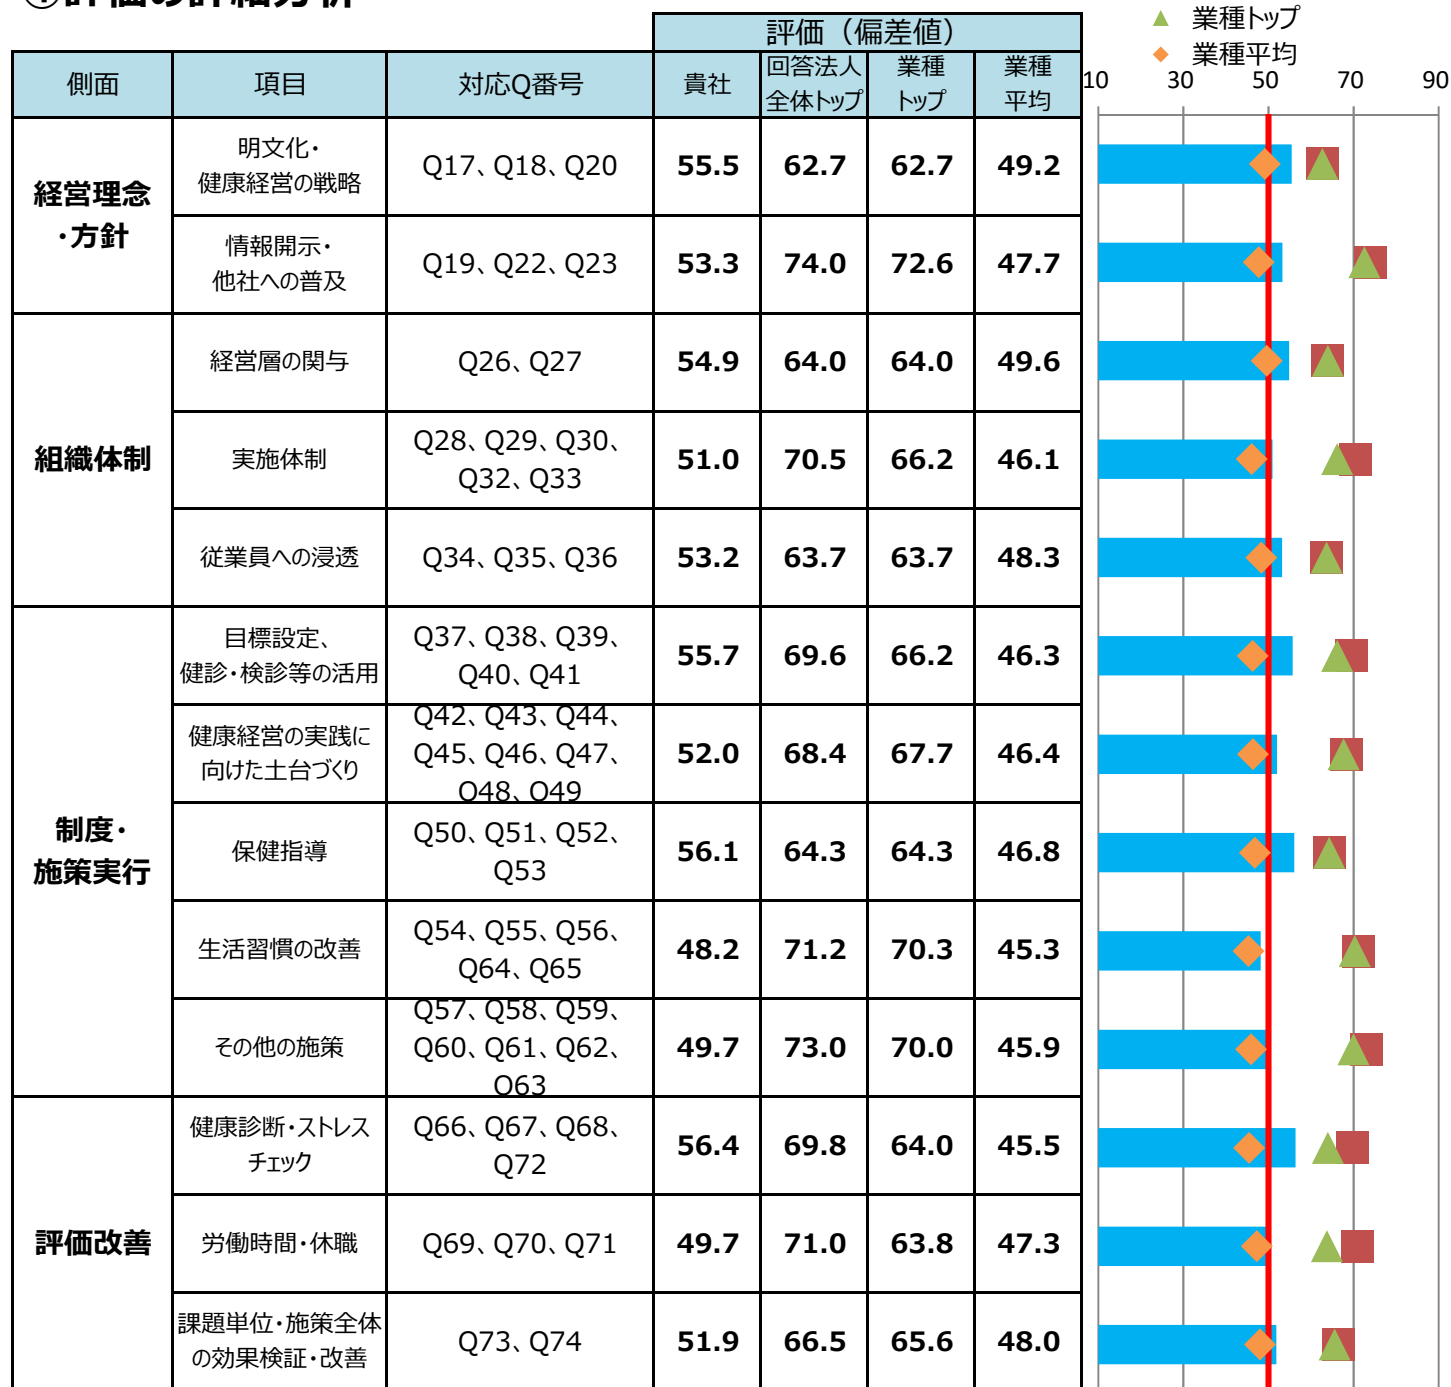 ①評価の詳細分析
▲ 業種トップ
◆ 業種平均
評価（偏差値）
側面 項目 対応Q番号 貴社 回答法人 業種 業種
全体トップ トップ 平均
10 30 50 70 90
経営理念
・方針
明文化・
健康経営の戦略
Q17、Q18、Q20 55.5 62.7 62.7 49.2
情報開示・
他社への普及
Q19、Q22、Q23 53.3 74.0 72.6 47.7
組織体制
経営層の関与 Q26、Q27 54.9 64.0 64.0 49.6
実施体制
Q28、Q29、Q30、
Q32、Q33
51.0 70.5 66.2 46.1
従業員への浸透 Q34、Q35、Q36 53.2 63.7 63.7 48.3
制度・
施策実行
目標設定、
健診・検診等の活用
Q37、Q38、Q39、
Q40、Q41
55.7 69.6 66.2 46.3
健康経営の実践に
向けた土台づくり
Q42、Q43、Q44、
Q45、Q46、Q47、
Q48、Q49
52.0 68.4 67.7 46.4
保健指導
Q50、Q51、Q52、
Q53
56.1 64.3 64.3 46.8
生活習慣の改善
Q54、Q55、Q56、
Q64、Q65
48.2 71.2 70.3 45.3
その他の施策
Q57、Q58、Q59、
Q60、Q61、Q62、
Q63
49.7 73.0 70.0 45.9
評価改善
健康診断・ストレス
チェック
Q66、Q67、Q68、
Q72
56.4 69.8 64.0 45.5
労働時間・休職 Q69、Q70、Q71 49.7 71.0 63.8 47.3
課題単位・施策全体
の効果検証・改善
Q73、Q74 51.9 66.5 65.6 48.0